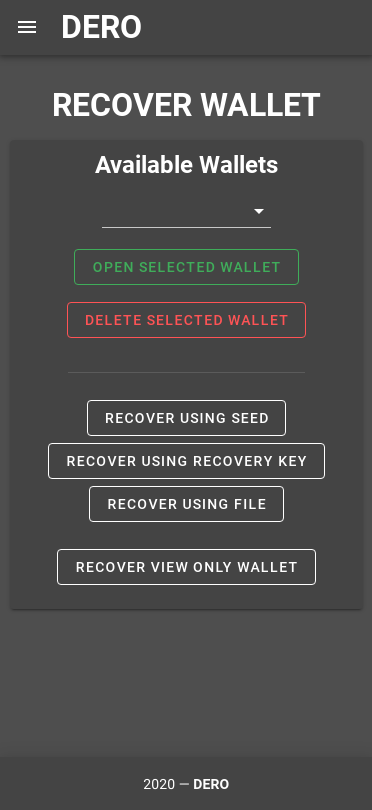 DERO
RECOVER WALLET
Available Wallets
OPEN SELECTED WALLET
DELETE SELECTED WALLET
RECOVER USING SEED
RECOVER USING RECOVERY KEY
RECOVER USING FILE
RECOVER VIEW ONLY WALLET
2020 — DERO